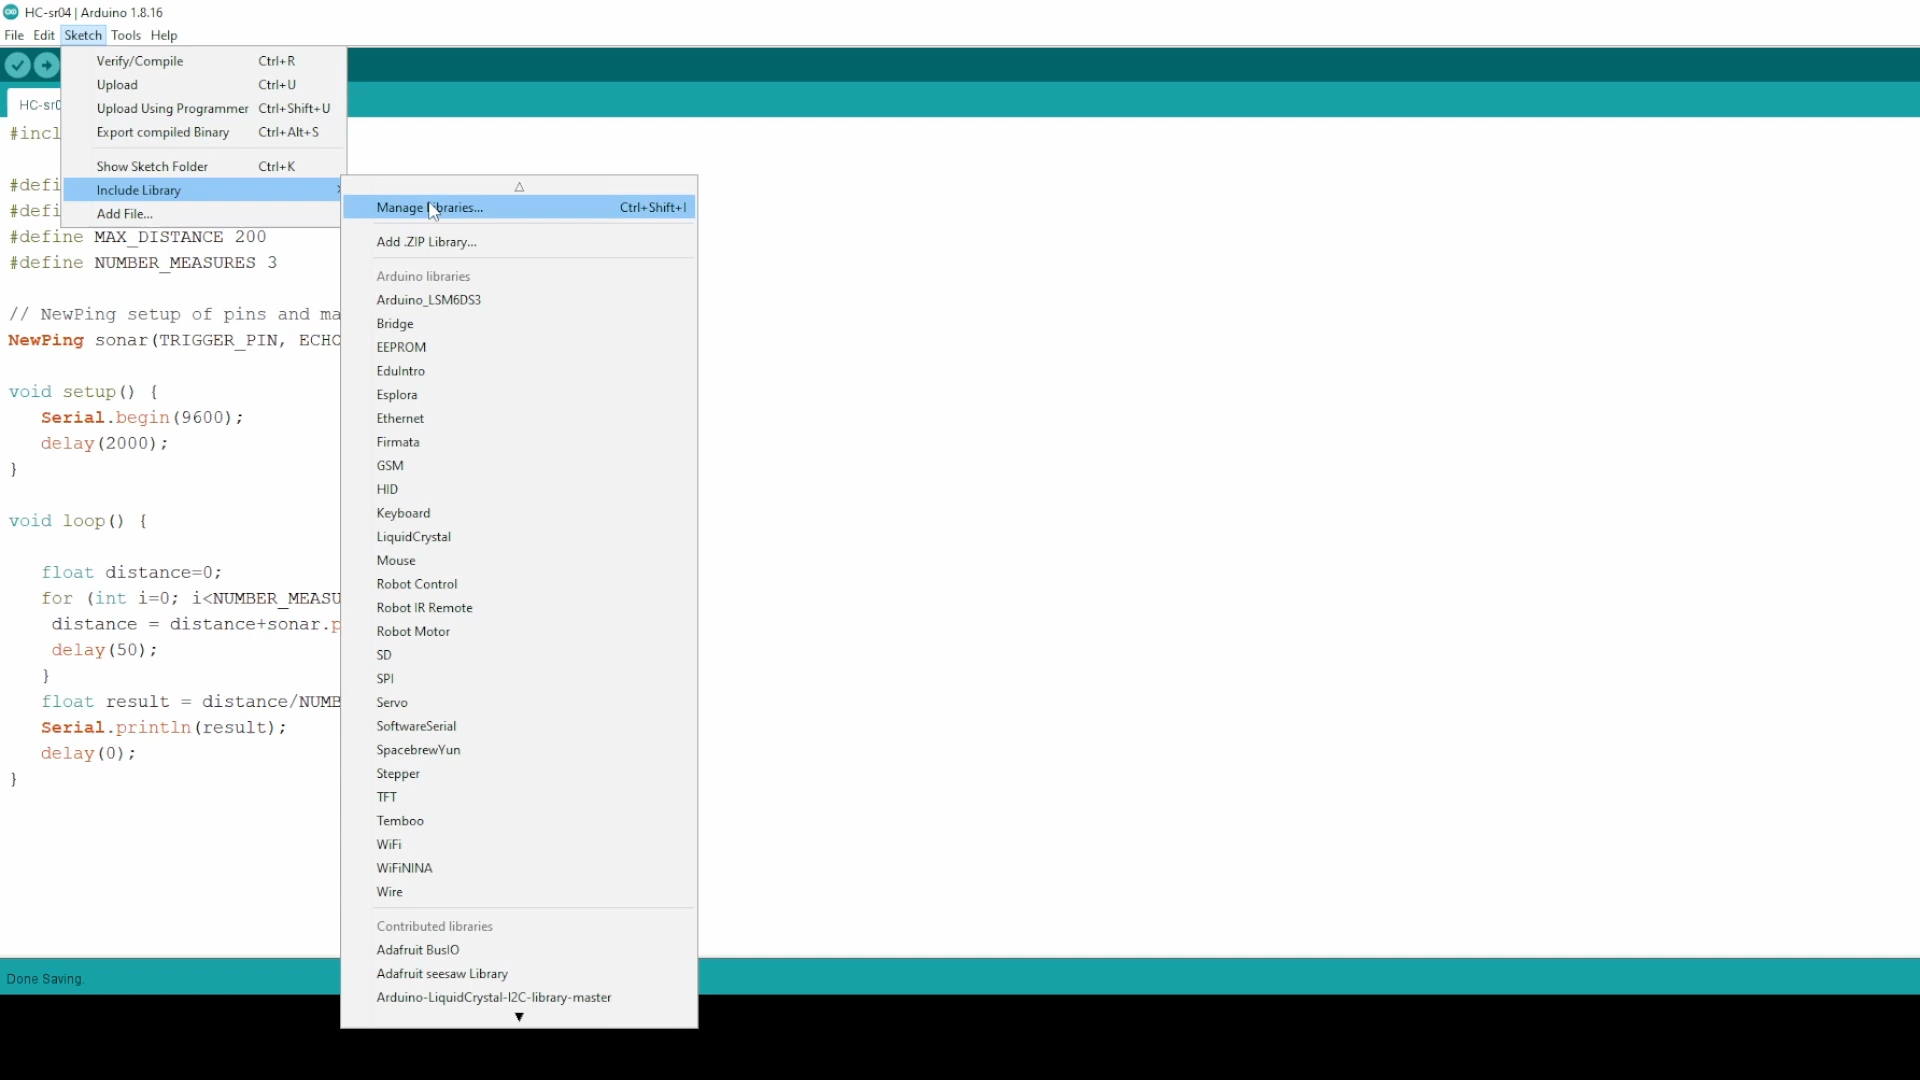 HC-sr04 | Arduino 1.8.16
File Edit Sketch Tools Help
Verify/Compile Ctrl+R
Upload Ctrl+U
Upload Using Programmer Ctrl+Shift+U
Export compiled Binary Ctrl+Alt+S
Show Sketch Folder Ctrl+K
Include Library
Add File...
Manage Libraries... Ctrl+Shift+I
Add .ZIP Library...
Arduino libraries
Arduino_LSM6DS3
Bridge
EEPROM
EduIntro
Esplora
Ethernet
Firmata
GSM
HID
Keyboard
LiquidCrystal
Mouse
Robot Control
Robot IR Remote
Robot Motor
SD
SPI
Servo
SoftwareSerial
SpacebrewYun
Stepper
TFT
Temboo
WiFi
WiFiNINA
Wire
Contributed libraries
Adafruit BusIO
Adafruit seesaw Library
Arduino-LiquidCrystal-I2C-library-master
HC-sr0
#incl
#defi
#defi
#define MAX_DISTANCE 200
#define NUMBER_MEASURES 3
// NewPing setup of pins and ma
NewPing sonar(TRIGGER_PIN, ECHO
void setup() {
Serial.begin(9600);
delay(2000);
}
void loop() {
float distance=0;
for (int i=0; i<NUMBER_MEASU
distance = distance+sonar.p
delay(50);
}
float result = distance/NUMB
Serial.println(result);
delay(0);
}
Done Saving.